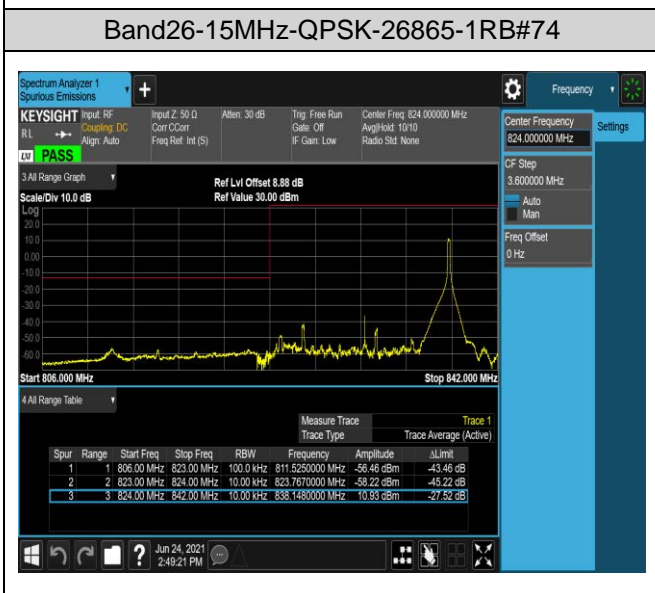 Band26-15MHz-QPSK-26865-1RB#74
Spectrum Analyzer 1
Spurious Emissions
Frequency
KEYSIGHT Input: RF Input Z: 50 Ω Atten: 30 dB Trig: Free Run Center Freq: 824.000000 MHz
RL Coupling: DC Corr CCorr Gate: Off Avg|Hold: 10/10
Align: Auto Freq Ref: Int (S) IF Gain: Low Radio Std: None
LXI PASS
Center Frequency
824.000000 MHz
Settings
CF Step
3.600000 MHz
Auto
Man
Freq Offset
0 Hz
3 All Range Graph
Ref Lvl Offset 8.88 dB
Scale/Div 10.0 dB Ref Value 30.00 dBm
Log
20.0
10.0
0.00
-10.0
-20.0
-30.0
-40.0
-50.0
-60.0
Start 806.000 MHz Stop 842.000 MHz
4 All Range Table
Measure Trace Trace 1
Trace Type Trace Average (Active)
Spur Range Start Freq Stop Freq RBW Frequency Amplitude ΔLimit
1 1 806.00 MHz 823.00 MHz 100.0 kHz 811.5250000 MHz -56.46 dBm -43.46 dB
2 2 823.00 MHz 824.00 MHz 10.00 kHz 823.7670000 MHz -58.22 dBm -45.22 dB
3 3 824.00 MHz 842.00 MHz 10.00 kHz 838.1480000 MHz 10.93 dBm -27.52 dB
Jun 24, 2021
2:49:21 PM